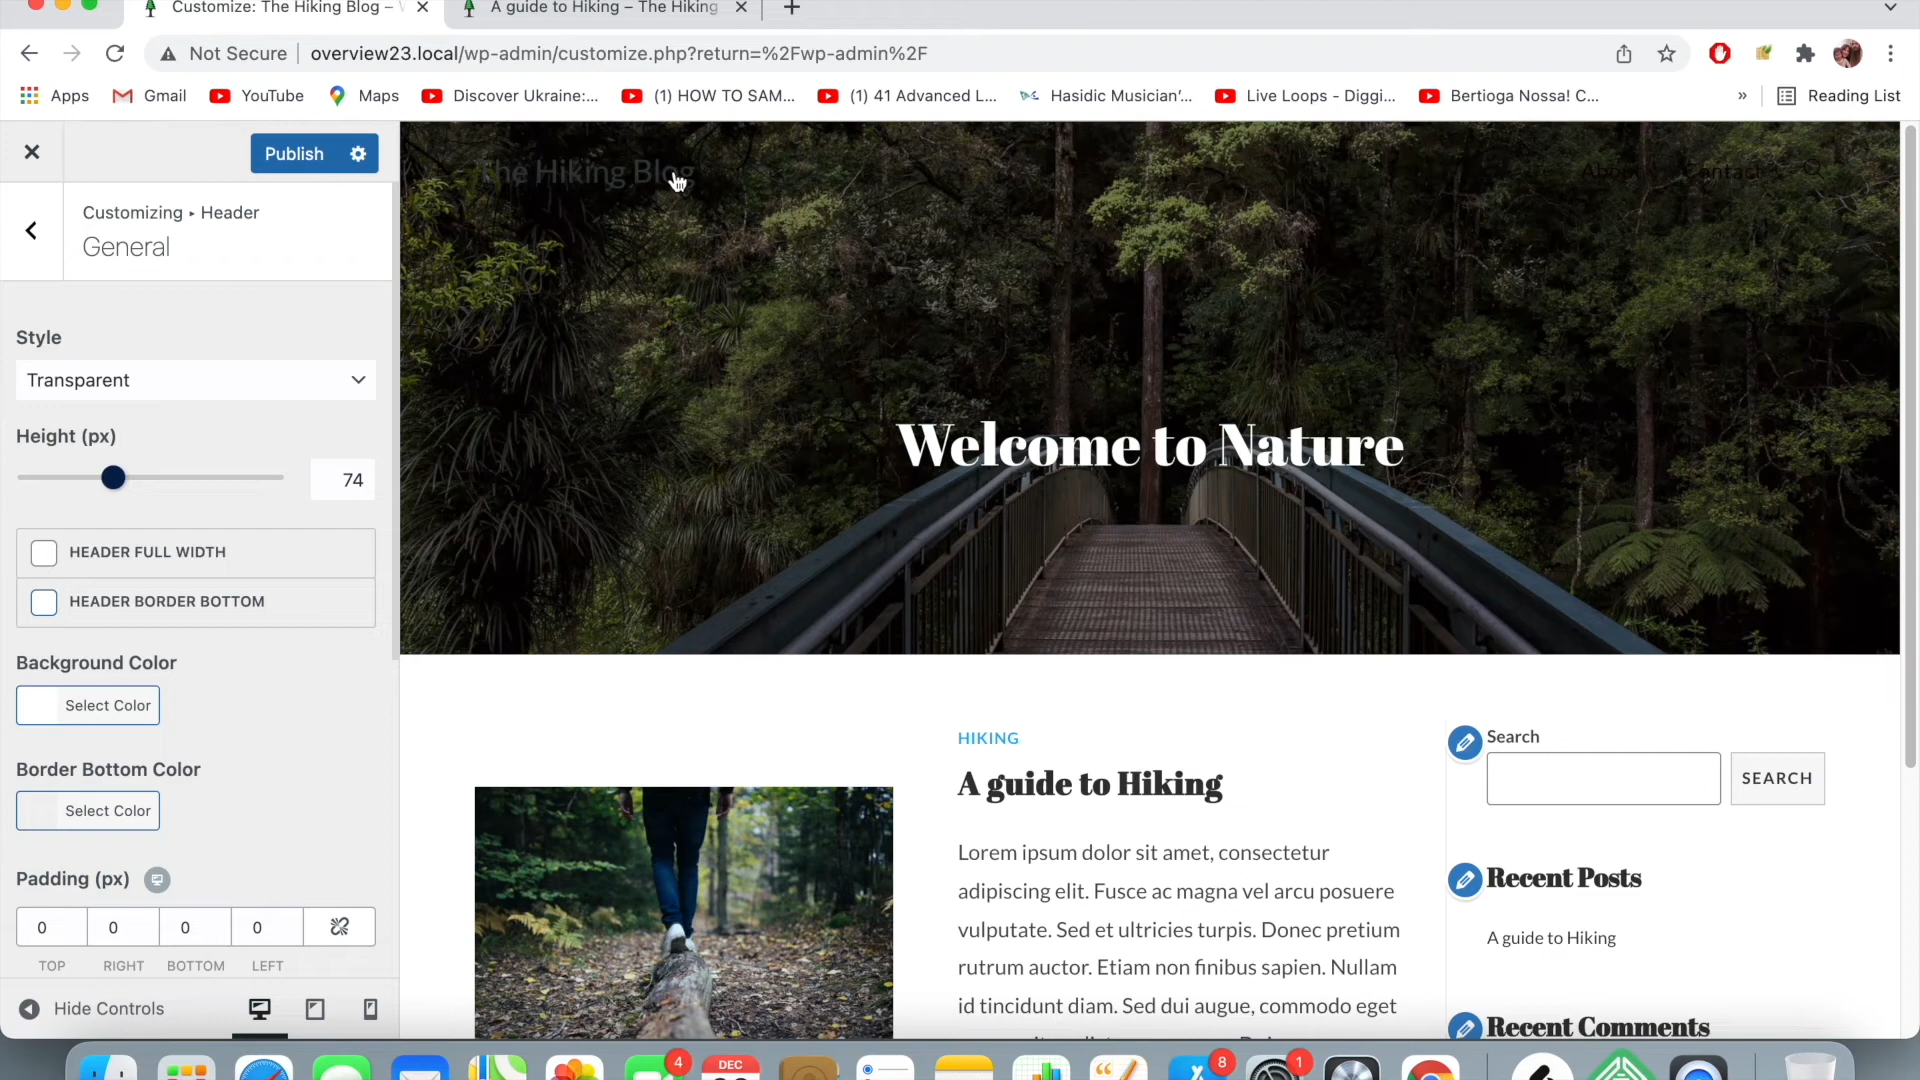 Customize: The Hiking Blog – 
A guide to Hiking – The Hiking
Not Secure
overview23.local/wp-admin/customize.php?return=%2Fwp-admin%2F
Apps
Gmail
YouTube
Maps
Discover Ukraine:...
(1) HOW TO SAM...
(1) 41 Advanced L...
Hasidic Musician'...
Live Loops - Diggi...
Bertioga Nossa! C...
»
Reading List
Publish
Customizing ▸ Header
General
Style
Transparent
Height (px)
74
HEADER FULL WIDTH
HEADER BORDER BOTTOM
Background Color
Select Color
Border Bottom Color
Select Color
Padding (px)
0 0 0 0
TOP RIGHT BOTTOM LEFT
Hide Controls
The Hiking Blog
About Contact
Welcome to Nature
HIKING
A guide to Hiking
Lorem ipsum dolor sit amet, consectetur
adipiscing elit. Fusce ac magna vel arcu posuere
vulputate. Sed et ultricies turpis. Donec pretium
rutrum auctor. Etiam non finibus sapien. Nullam
id tincidunt diam. Sed dui augue, commodo eget
Search
SEARCH
Recent Posts
A guide to Hiking
Recent Comments
4
DEC
8
1